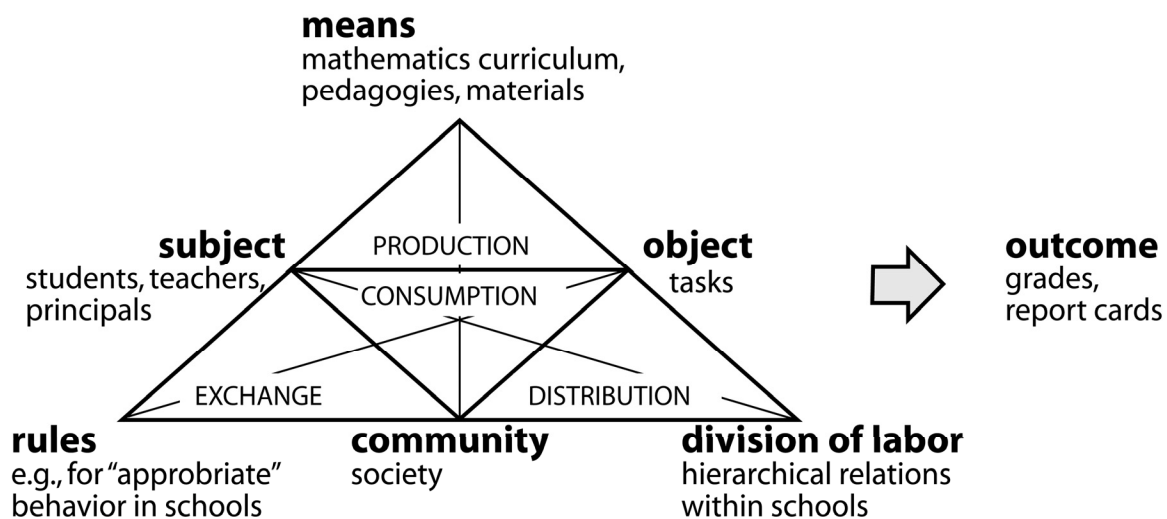 means
mathematics curriculum,
pedagogies, materials
subject
students, teachers,
principals
PRODUCTION
CONSUMPTION
object
tasks
outcome
grades,
report cards
EXCHANGE
DISTRIBUTION
rules
e.g., for “approbriate”
behavior in schools
community
society
division of labor
hierarchical relations
within schools